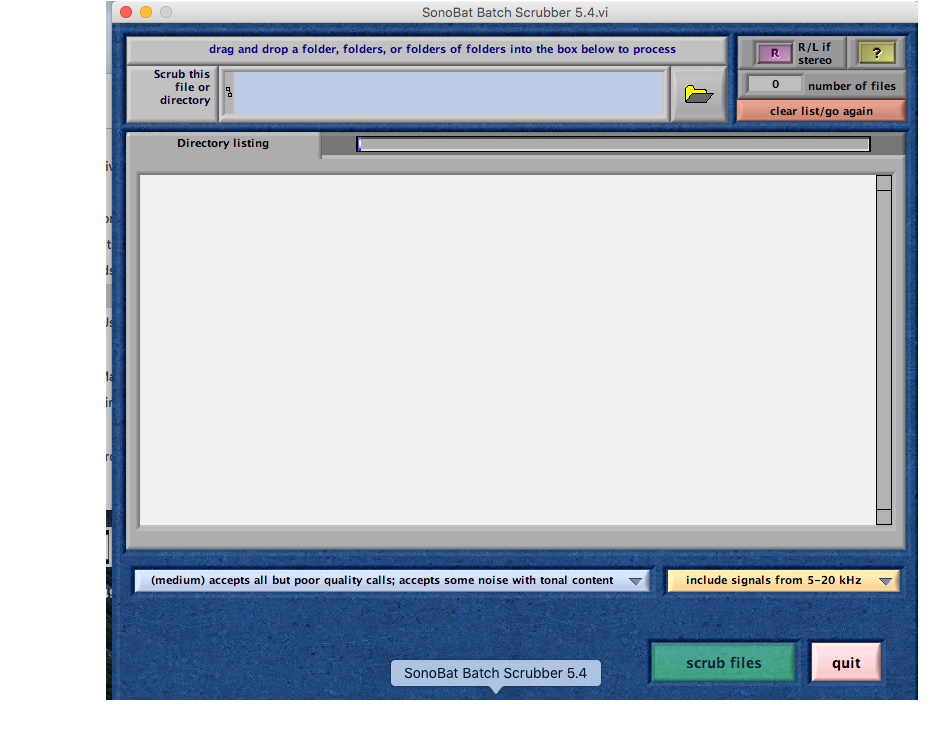 SonoBat Batch Scrubber 5.4.vi
drag and drop a folder, folders, or folders of folders into the box below to process
Scrub this
file or
directory
R
R/L if
stereo
?
0
number of files
clear list/go again
Directory listing
(medium) accepts all but poor quality calls; accepts some noise with tonal content
include signals from 5-20 kHz
scrub files
quit
SonoBat Batch Scrubber 5.4